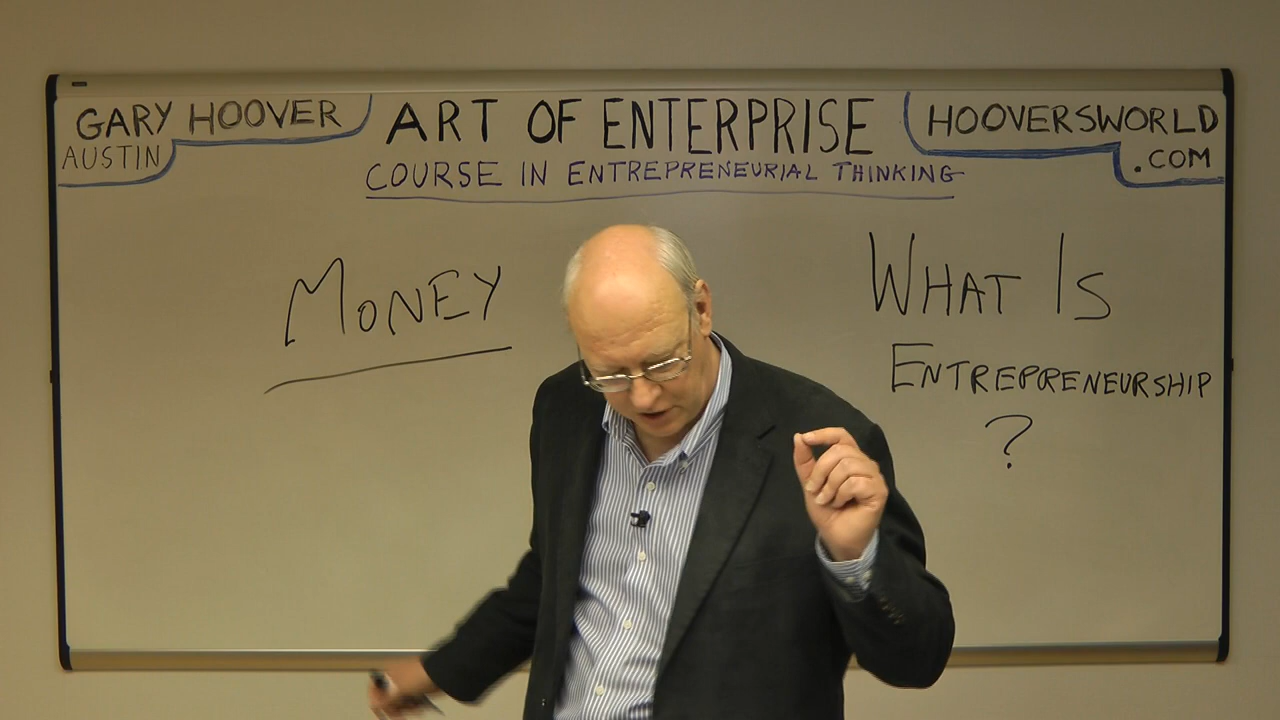 GARY HOOVER
AUSTIN
ART OF ENTERPRISE
COURSE IN ENTREPRENEURIAL THINKING
HOOVERSWORLD
.COM
MONEY
WHAT IS
ENTREPRENEURSHIP
?